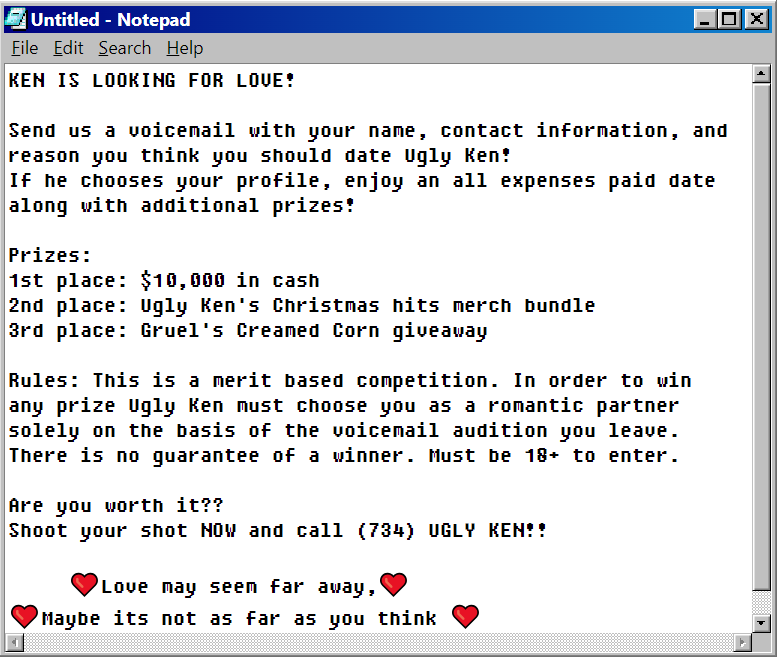 Untitled - Notepad
File Edit Search Help
KEN IS LOOKING FOR LOVE!
Send us a voicemail with your name, contact information, and
reason you think you should date Ugly Ken!
If he chooses your profile, enjoy an all expenses paid date
along with additional prizes!
Prizes:
1st place: $10,000 in cash
2nd place: Ugly Ken's Christmas hits merch bundle
3rd place: Gruel's Creamed Corn giveaway
Rules: This is a merit based competition. In order to win
any prize Ugly Ken must choose you as a romantic partner
solely on the basis of the voicemail audition you leave.
There is no guarantee of a winner. Must be 18+ to enter.
Are you worth it??
Shoot your shot NOW and call (734) UGLY KEN!!
Love may seem far away,
Maybe its not as far as you think